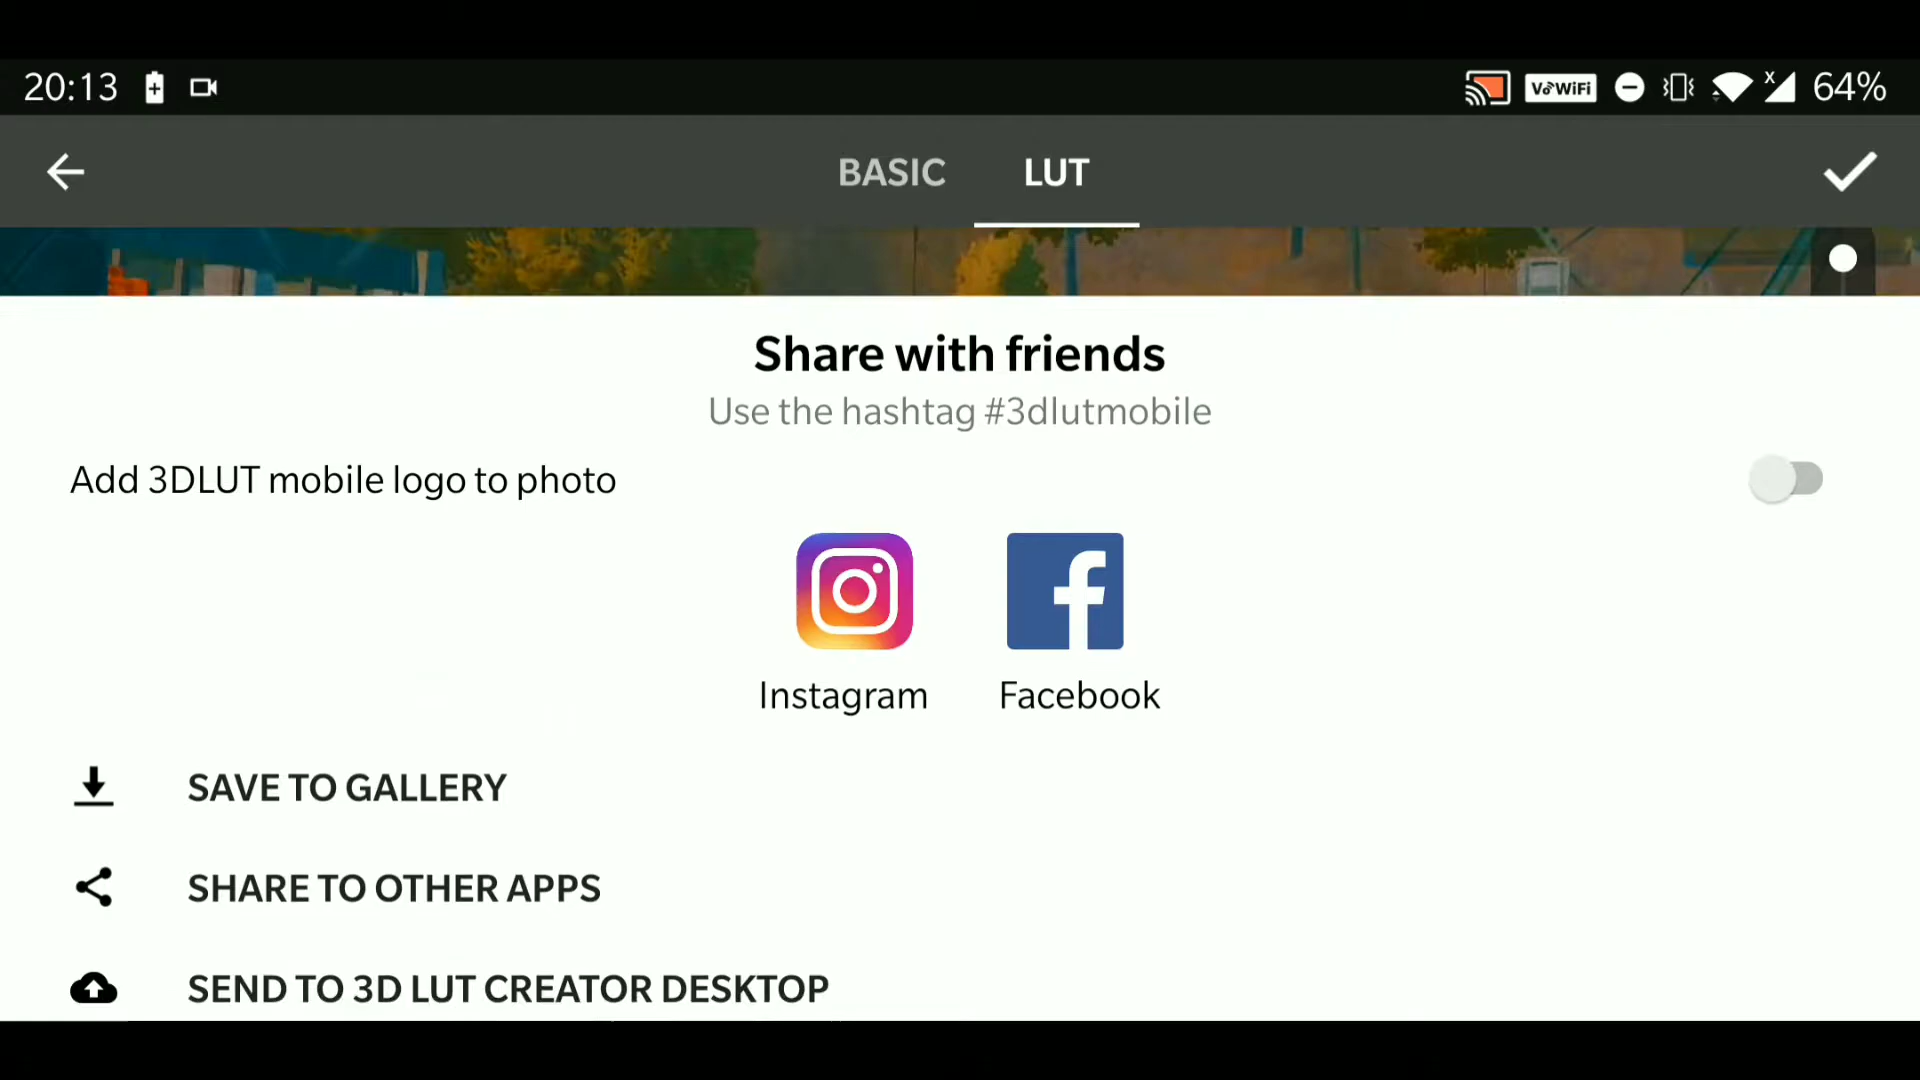 20:13
VoWiFi
x
64%
BASIC
LUT
Share with friends
Use the hashtag #3dlutmobile
Add 3DLUT mobile logo to photo
Instagram
Facebook
SAVE TO GALLERY
SHARE TO OTHER APPS
SEND TO 3D LUT CREATOR DESKTOP